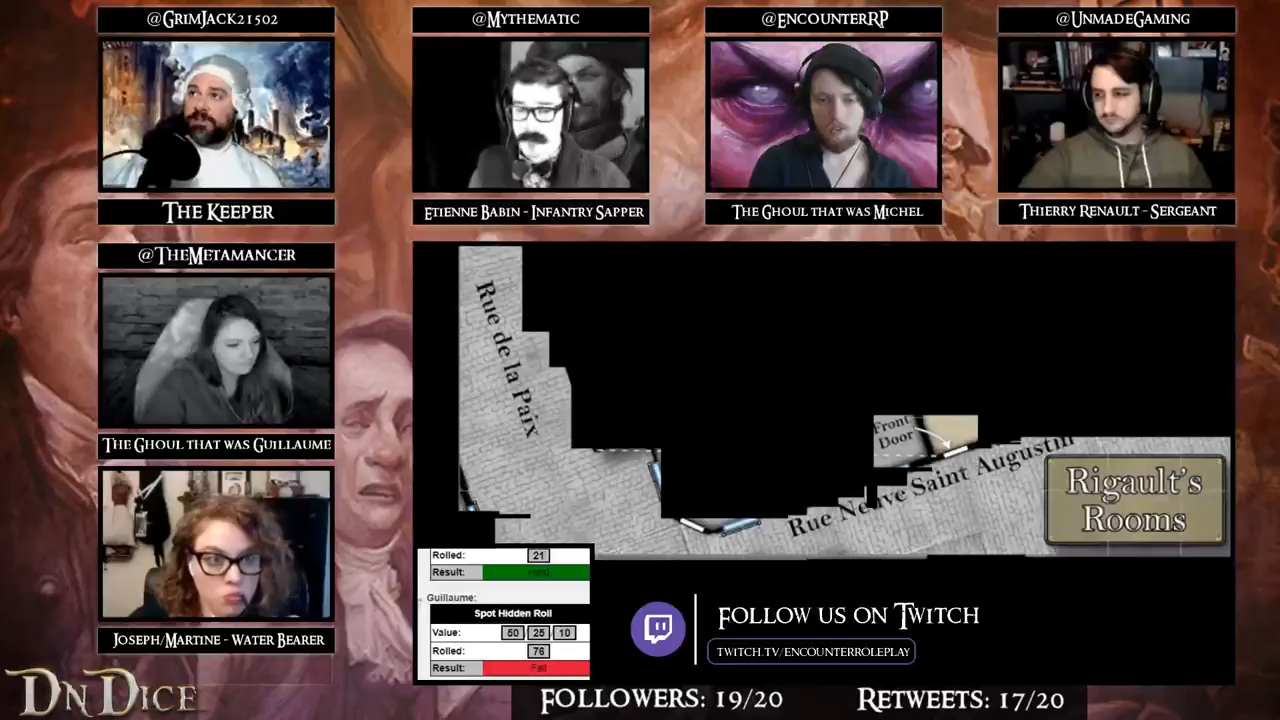 @GrimJack21502
@Mythematic
@EncounterRP
@UnmadeGaming
The Keeper
Etienne Babin - Infantry Sapper
The Ghoul that was Michel
Thierry Renault - Sergeant
@TheMetamancer
The Ghoul that was Guillaume
Joseph/Martine - Water Bearer
Rue de la Paix
Front
Door
Rue Neuve Saint Augustin
Rigault's
Rooms
Rolled: 21
Result: Hard
Guillaume:
Spot Hidden Roll
Value: 50 25 10
Rolled: 76
Result: Fail
Follow us on Twitch
twitch.tv/encounterroleplay
DnDice
Followers: 19/20
Retweets: 17/20